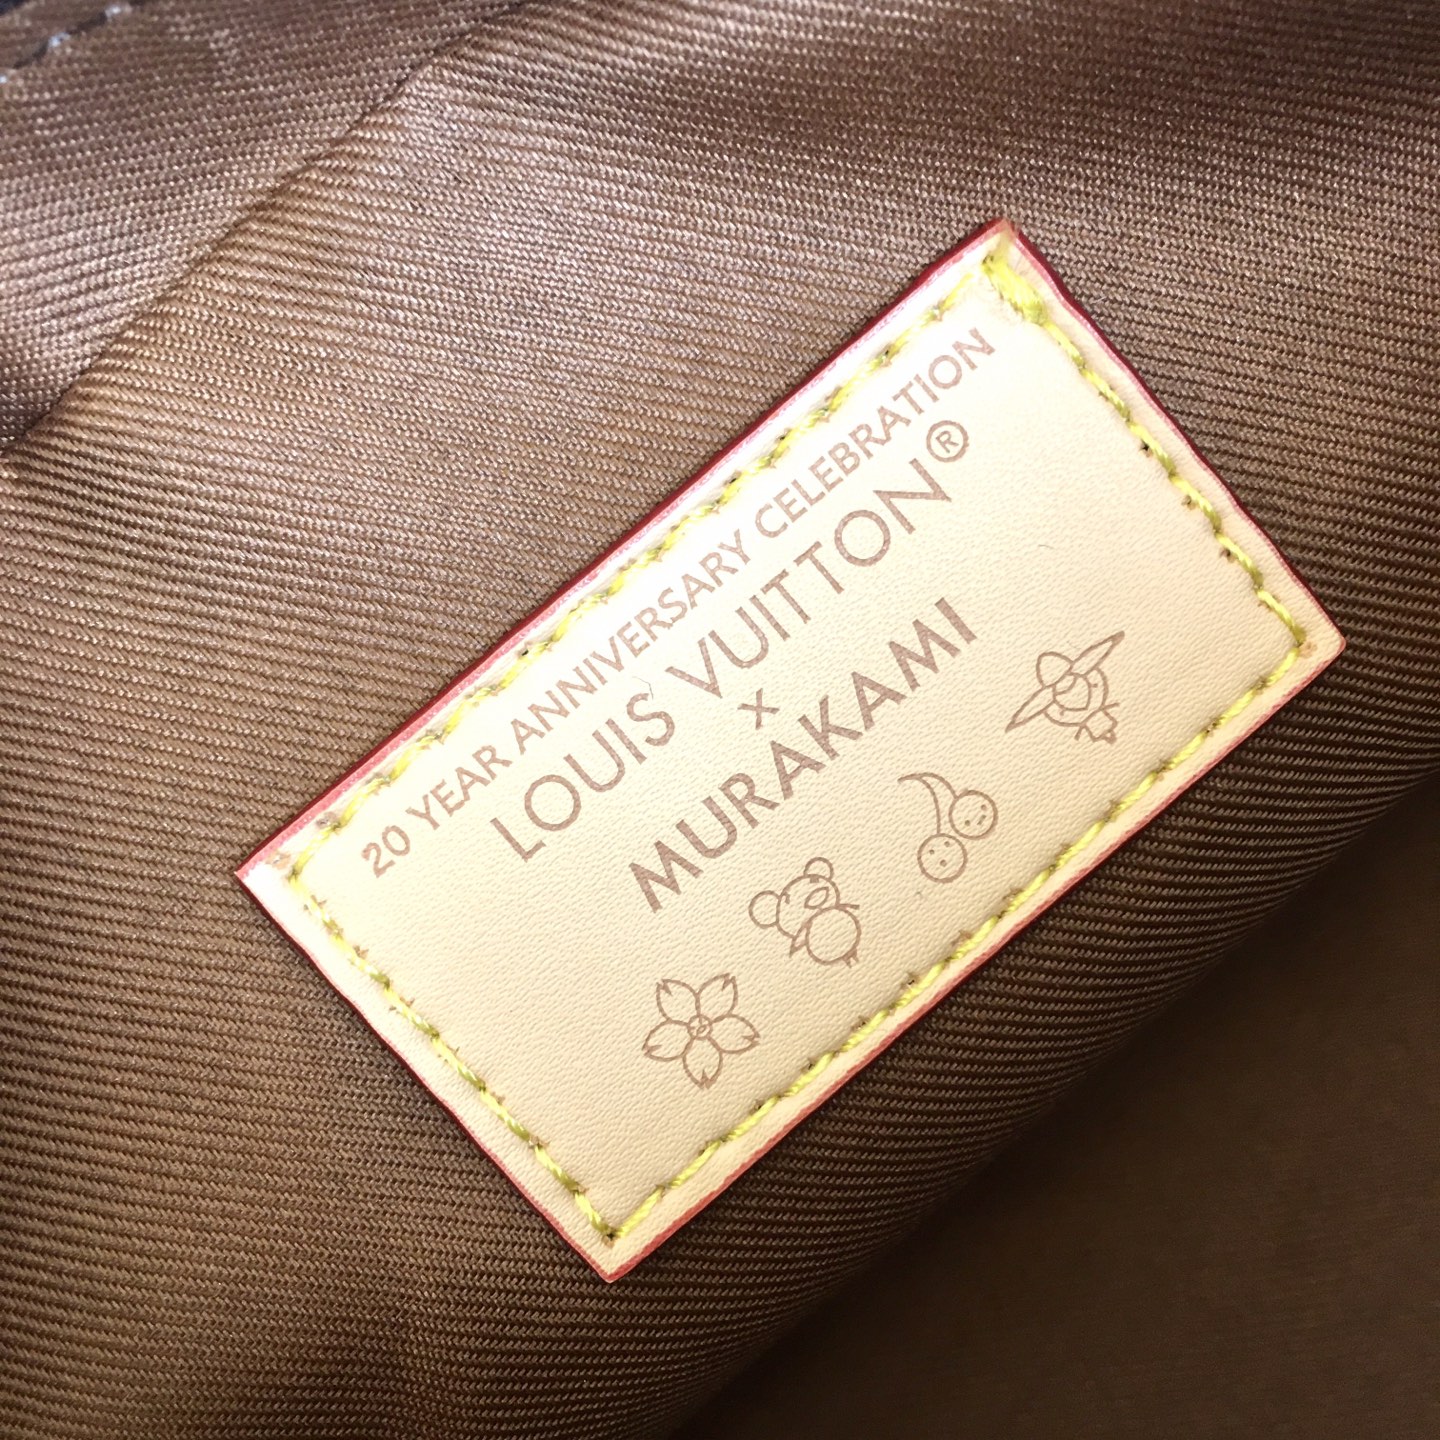 20 YEAR ANNIVERSARY CELEBRATION
LOUIS VUITTON®
x
MURAKAMI